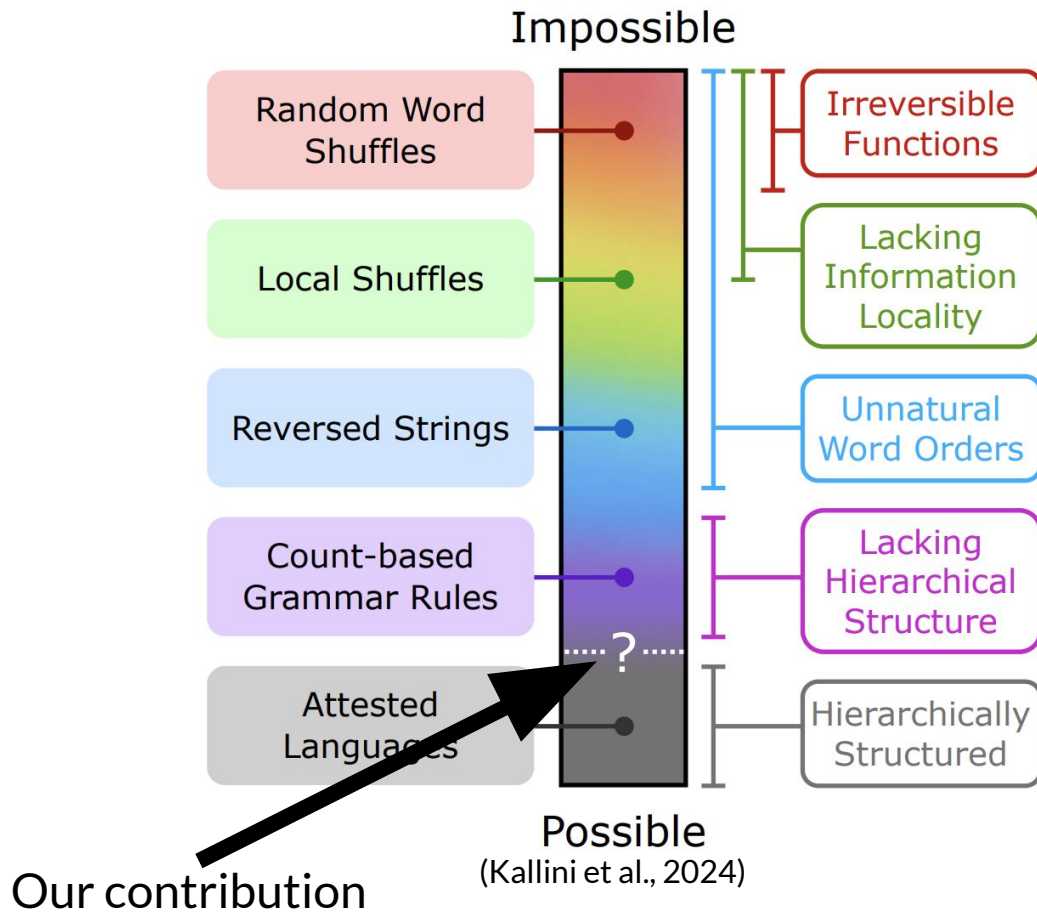 Impossible
Random Word
Shuffles
Irreversible
Functions
Local Shuffles
Lacking
Information
Locality
Reversed Strings
Unnatural
Word Orders
Count-based
Grammar Rules
Lacking
Hierarchical
Structure
?
Attested
Languages
Hierarchically
Structured
Possible
(Kallini et al., 2024)
Our contribution